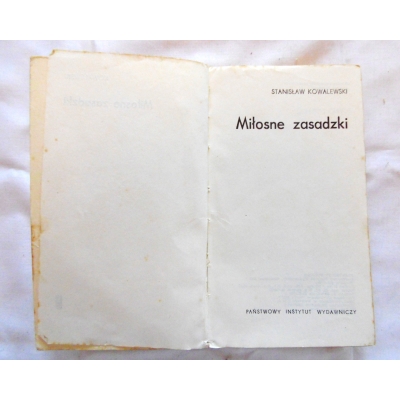 STANISŁAW KOWALEWSKI
Miłosne zasadzki
PAŃSTWOWY INSTYTUT WYDAWNICZY